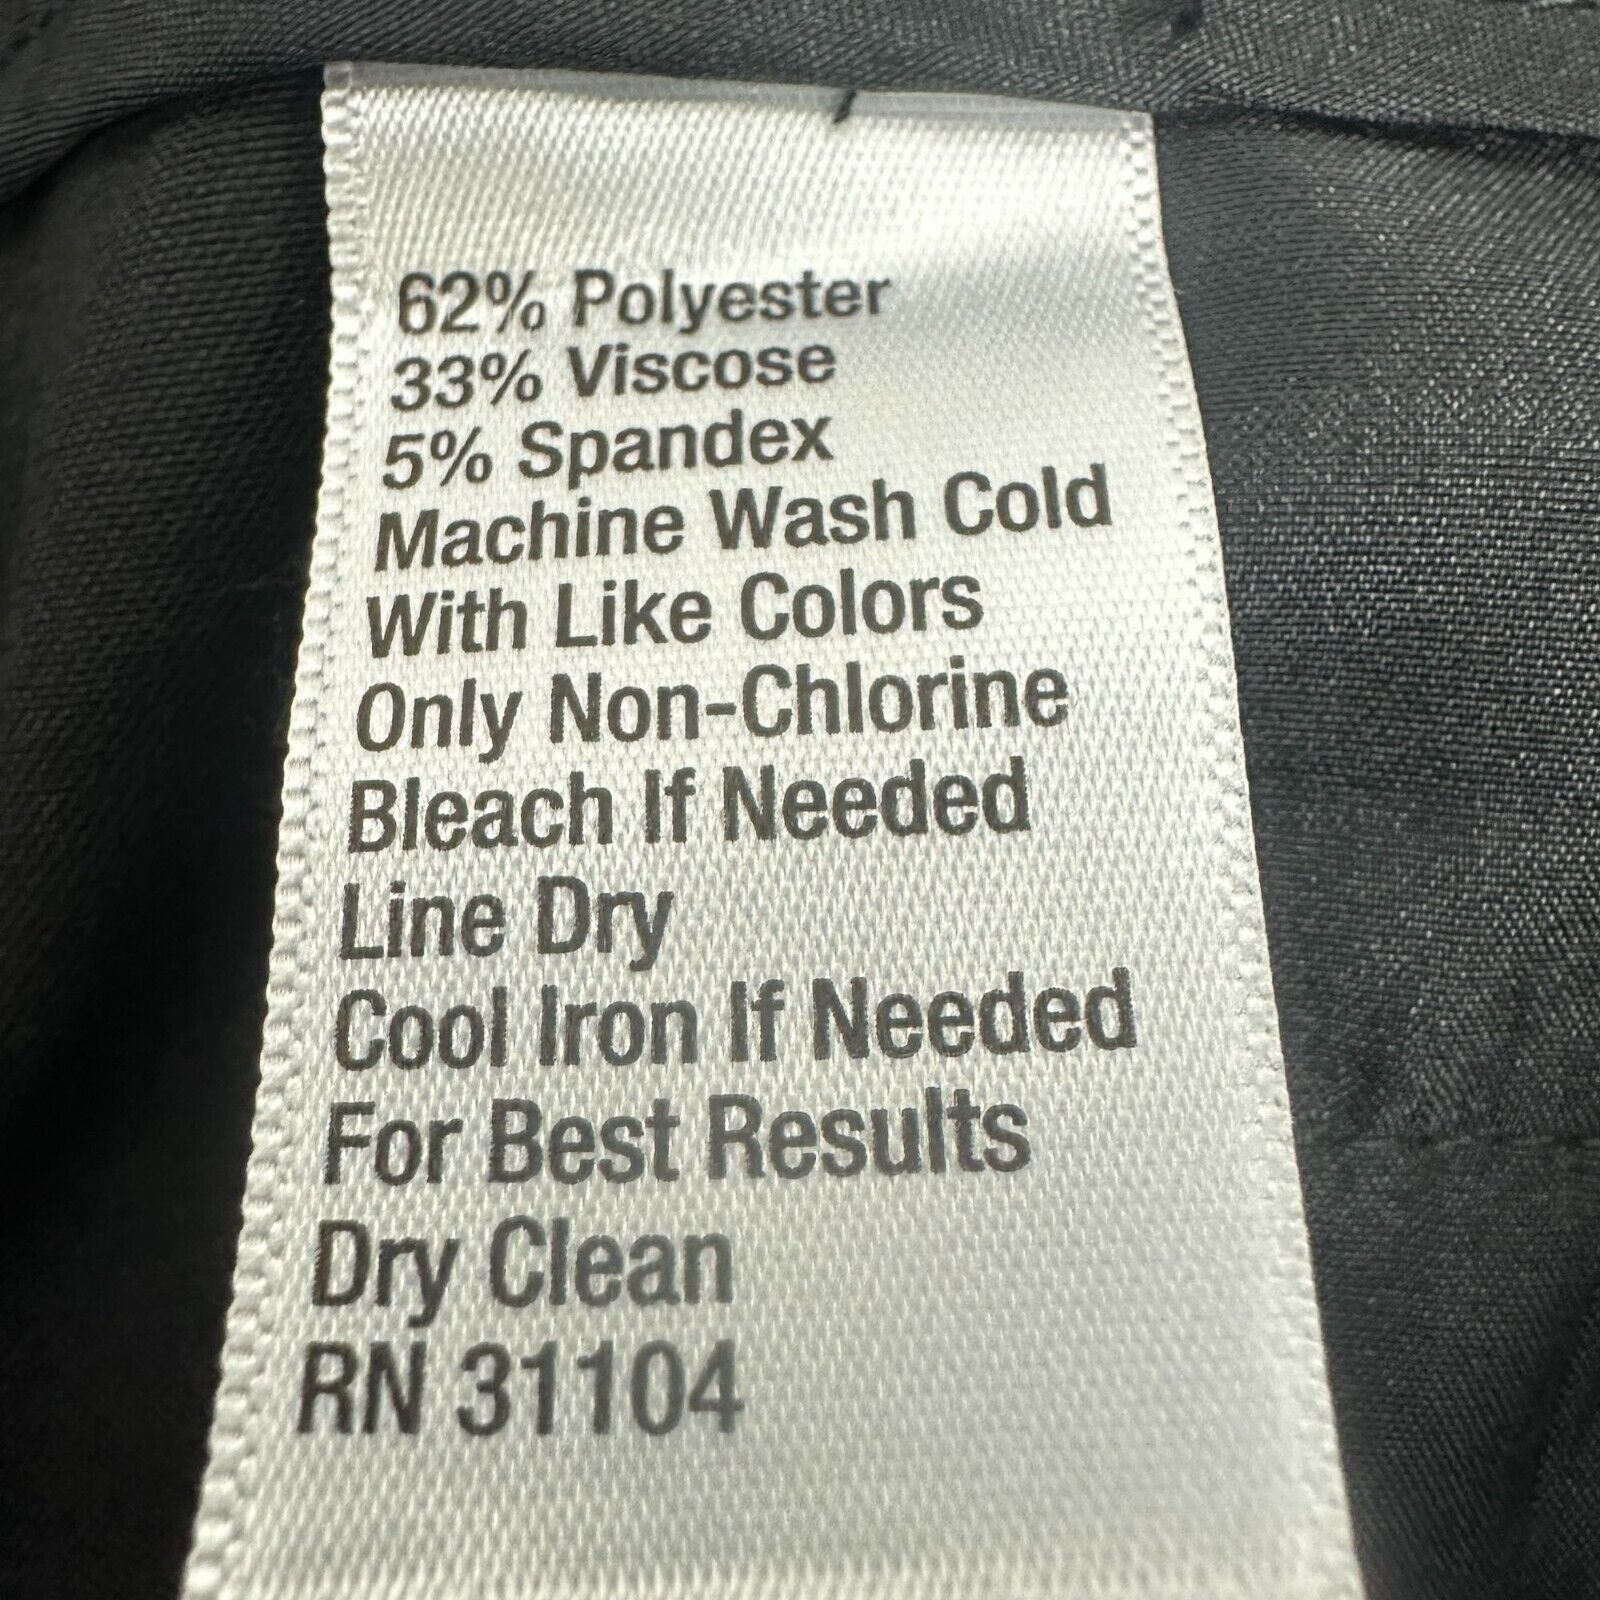 62% Polyester
33% Viscose
5% Spandex
Machine Wash Cold
With Like Colors
Only Non-Chlorine
Bleach If Needed
Line Dry
Cool Iron If Needed
For Best Results
Dry Clean
RN 31104